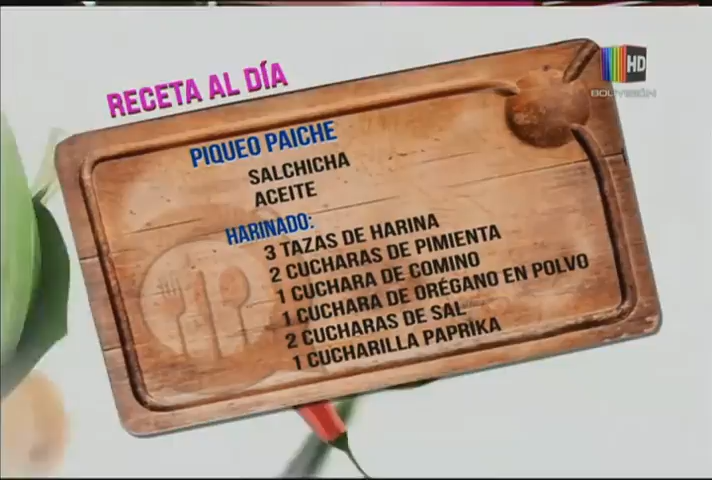 RECETA AL DÍA
HD
BOLIVISIÓN
PIQUEO PAICHE
SALCHICHA
ACEITE
HARINADO:
3 TAZAS DE HARINA
2 CUCHARAS DE PIMIENTA
1 CUCHARA DE COMINO
1 CUCHARA DE ORÉGANO EN POLVO
2 CUCHARAS DE SAL
1 CUCHARILLA PAPRIKA